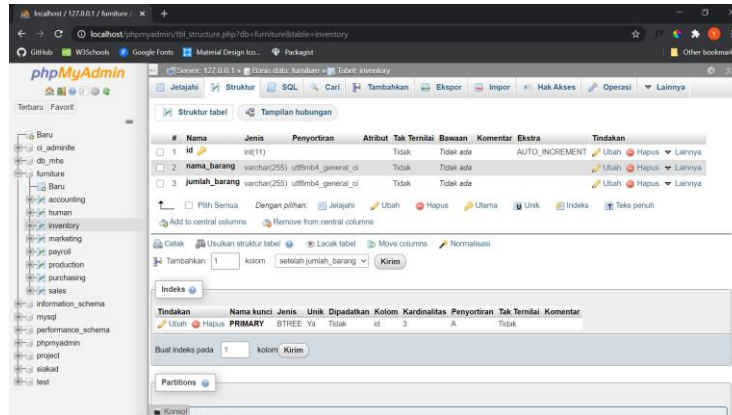 localhost / 127.0.0.1 / furniture /
localhost/phpmyadmin/tbl_structure.php?db=furniture&table=inventory
GitHub W3Schools Google Fonts Material Design Ico... Packagist Other bookmark
phpMyAdmin
Terbaru Favorit
Baru
ci_adminlte
db_mhs
furniture
Baru
accounting
human
inventory
marketing
payroll
production
purchasing
sales
information_schema
mysql
performance_schema
phpmyadmin
project
siakad
test
Server: 127.0.0.1 » Basis data: furniture » Tabel: inventory
Jelajahi Struktur SQL Cari Tambahkan Ekspor Impor Hak Akses Operasi Lainnya
Struktur tabel Tampilan hubungan
# Nama Jenis Penyortiran Atribut Tak Ternilai Bawaan Komentar Ekstra Tindakan
1 id int(11) Tidak Tidak ada AUTO_INCREMENT Ubah Hapus Lainnya
2 nama_barang varchar(255) utf8mb4_general_ci Tidak Tidak ada Ubah Hapus Lainnya
3 jumlah_barang varchar(255) utf8mb4_general_ci Tidak Tidak ada Ubah Hapus Lainnya
Pilih Semua Dengan pilihan: Jelajahi Ubah Hapus Utama Unik Indeks Teks penuh
Add to central columns Remove from central columns
Cetak Usulkan struktur tabel Lacak tabel Move columns Normalisasi
Tambahkan 1 kolom setelah jumlah_barang Kirim
Indeks
Tindakan Nama kunci Jenis Unik Dipadatkan Kolom Kardinalitas Penyortiran Tak Ternilai Komentar
Ubah Hapus PRIMARY BTREE Ya Tidak id 3 A Tidak
Buat indeks pada 1 kolom Kirim
Partitions
Konsol